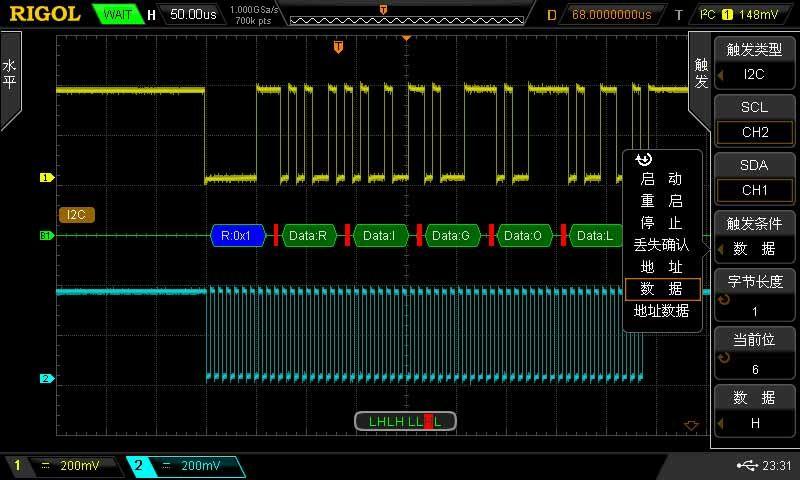 RIGOL WAIT H 50.00us 1.000GSa/s 700k pts T D 68.0000000us T I²C 1 148mV
水平
T
触发
触发类型
I2C
SCL
CH2
SDA
CH1
触发条件
数 据
字节长度
1
当前位
6
数 据
H
启 动
重 启
停 止
丢失确认
地 址
数 据
地址数据
1
I2C
B1 R:0x1 Data:R Data:I Data:G Data:O Data:L
2
LHLH LLHL
1 200mV 2 200mV 23:31